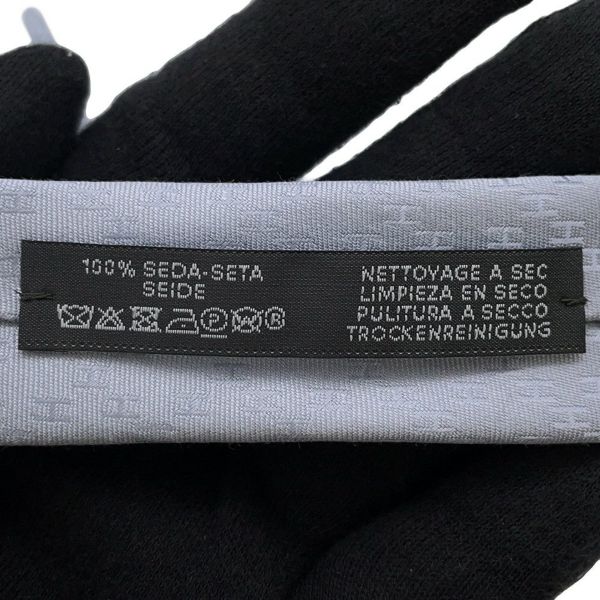 100% SEDA-SETA
SEIDE
NETTOYAGE A SEC
LIMPIEZA EN SECO
PULITURA A SECCO
TROCKENREINIGUNG